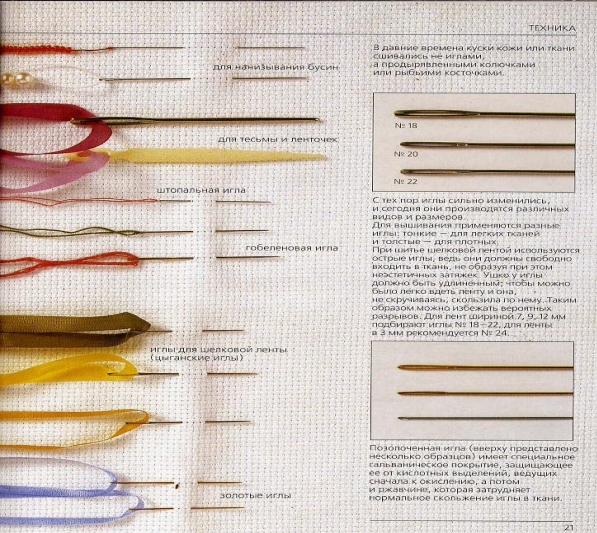 ТЕХНИКА
для нанизывания бусин
для тесьмы и ленточек
штопальная игла
гобеленовая игла
иглы для шелковой ленты
(цыганские иглы)
золотые иглы
В давние времена куски кожи или ткани
сшивались не иглами,
а продырявленными колючками
или рыбьими косточками.
№ 18
№ 20
№ 22
С тех пор иглы сильно изменились,
и сегодня они производятся различных
видов и размеров.
Для вышивания применяются разные
иглы: тонкие — для легких тканей
и толстые — для плотных.
При шитье шелковой лентой используются
острые иглы, ведь они должны свободно
входить в ткань, не образуя при этом
неэстетичных затяжек. Ушко у иглы
должно быть удлиненным, чтобы можно
было легко вдеть ленту и она,
не скручиваясь, скользила по нему. Таким
образом можно избежать вероятных
разрывов. Для лент шириной 7, 9, 12 мм
подбирают иглы № 18—22, для ленты
в 3 мм рекомендуется № 24.
Позолоченная игла (вверху представлено
несколько образцов) имеет специальное
гальваническое покрытие, защищающее
ее от кислотных выделений, ведущих
сначала к окислению, а потом
и ржавчине, которая затрудняет
нормальное скольжение иглы в ткани.
21